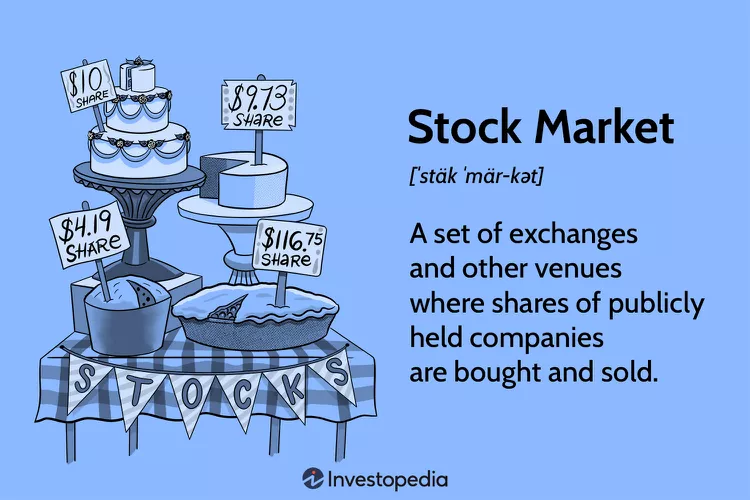 $10
SHARE
$9.73
SHARE
$4.19
SHARE
$116.75
SHARE
STOCKS
Stock Market
[ˈstäk ˈmär-kət]
A set of exchanges
and other venues
where shares of publicly
held companies
are bought and sold.
Investopedia